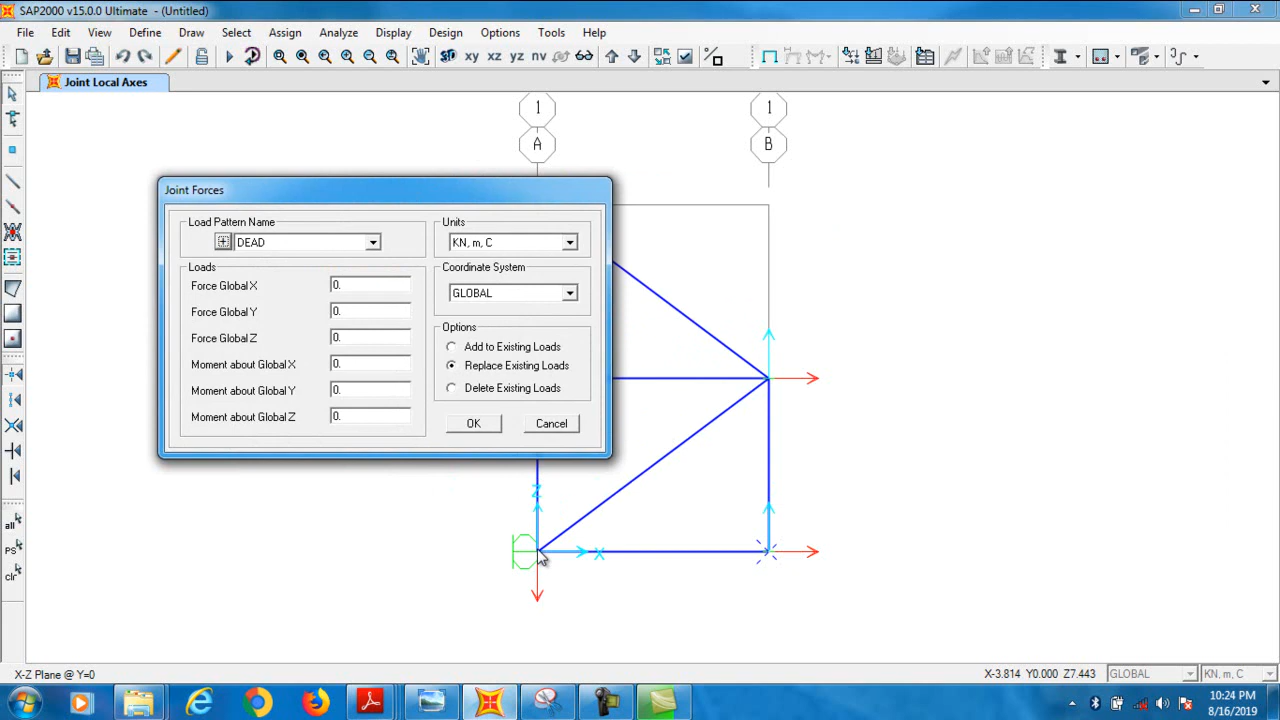 SAP2000 v15.0.0 Ultimate - (Untitled)
File Edit View Define Draw Select Assign Analyze Display Design Options Tools Help
xy xz yz nv
Joint Local Axes
1 1
A B
Joint Forces
Load Pattern Name
DEAD
Units
KN, m, C
Loads
Force Global X 0.
Force Global Y 0.
Force Global Z 0.
Moment about Global X 0.
Moment about Global Y 0.
Moment about Global Z 0.
Coordinate System
GLOBAL
Options
Add to Existing Loads
Replace Existing Loads
Delete Existing Loads
OK Cancel
Z
X
all
PS
clr
X-Z Plane @ Y=0
X-3.814 Y0.000 Z7.443
GLOBAL
KN, m, C
10:24 PM
8/16/2019